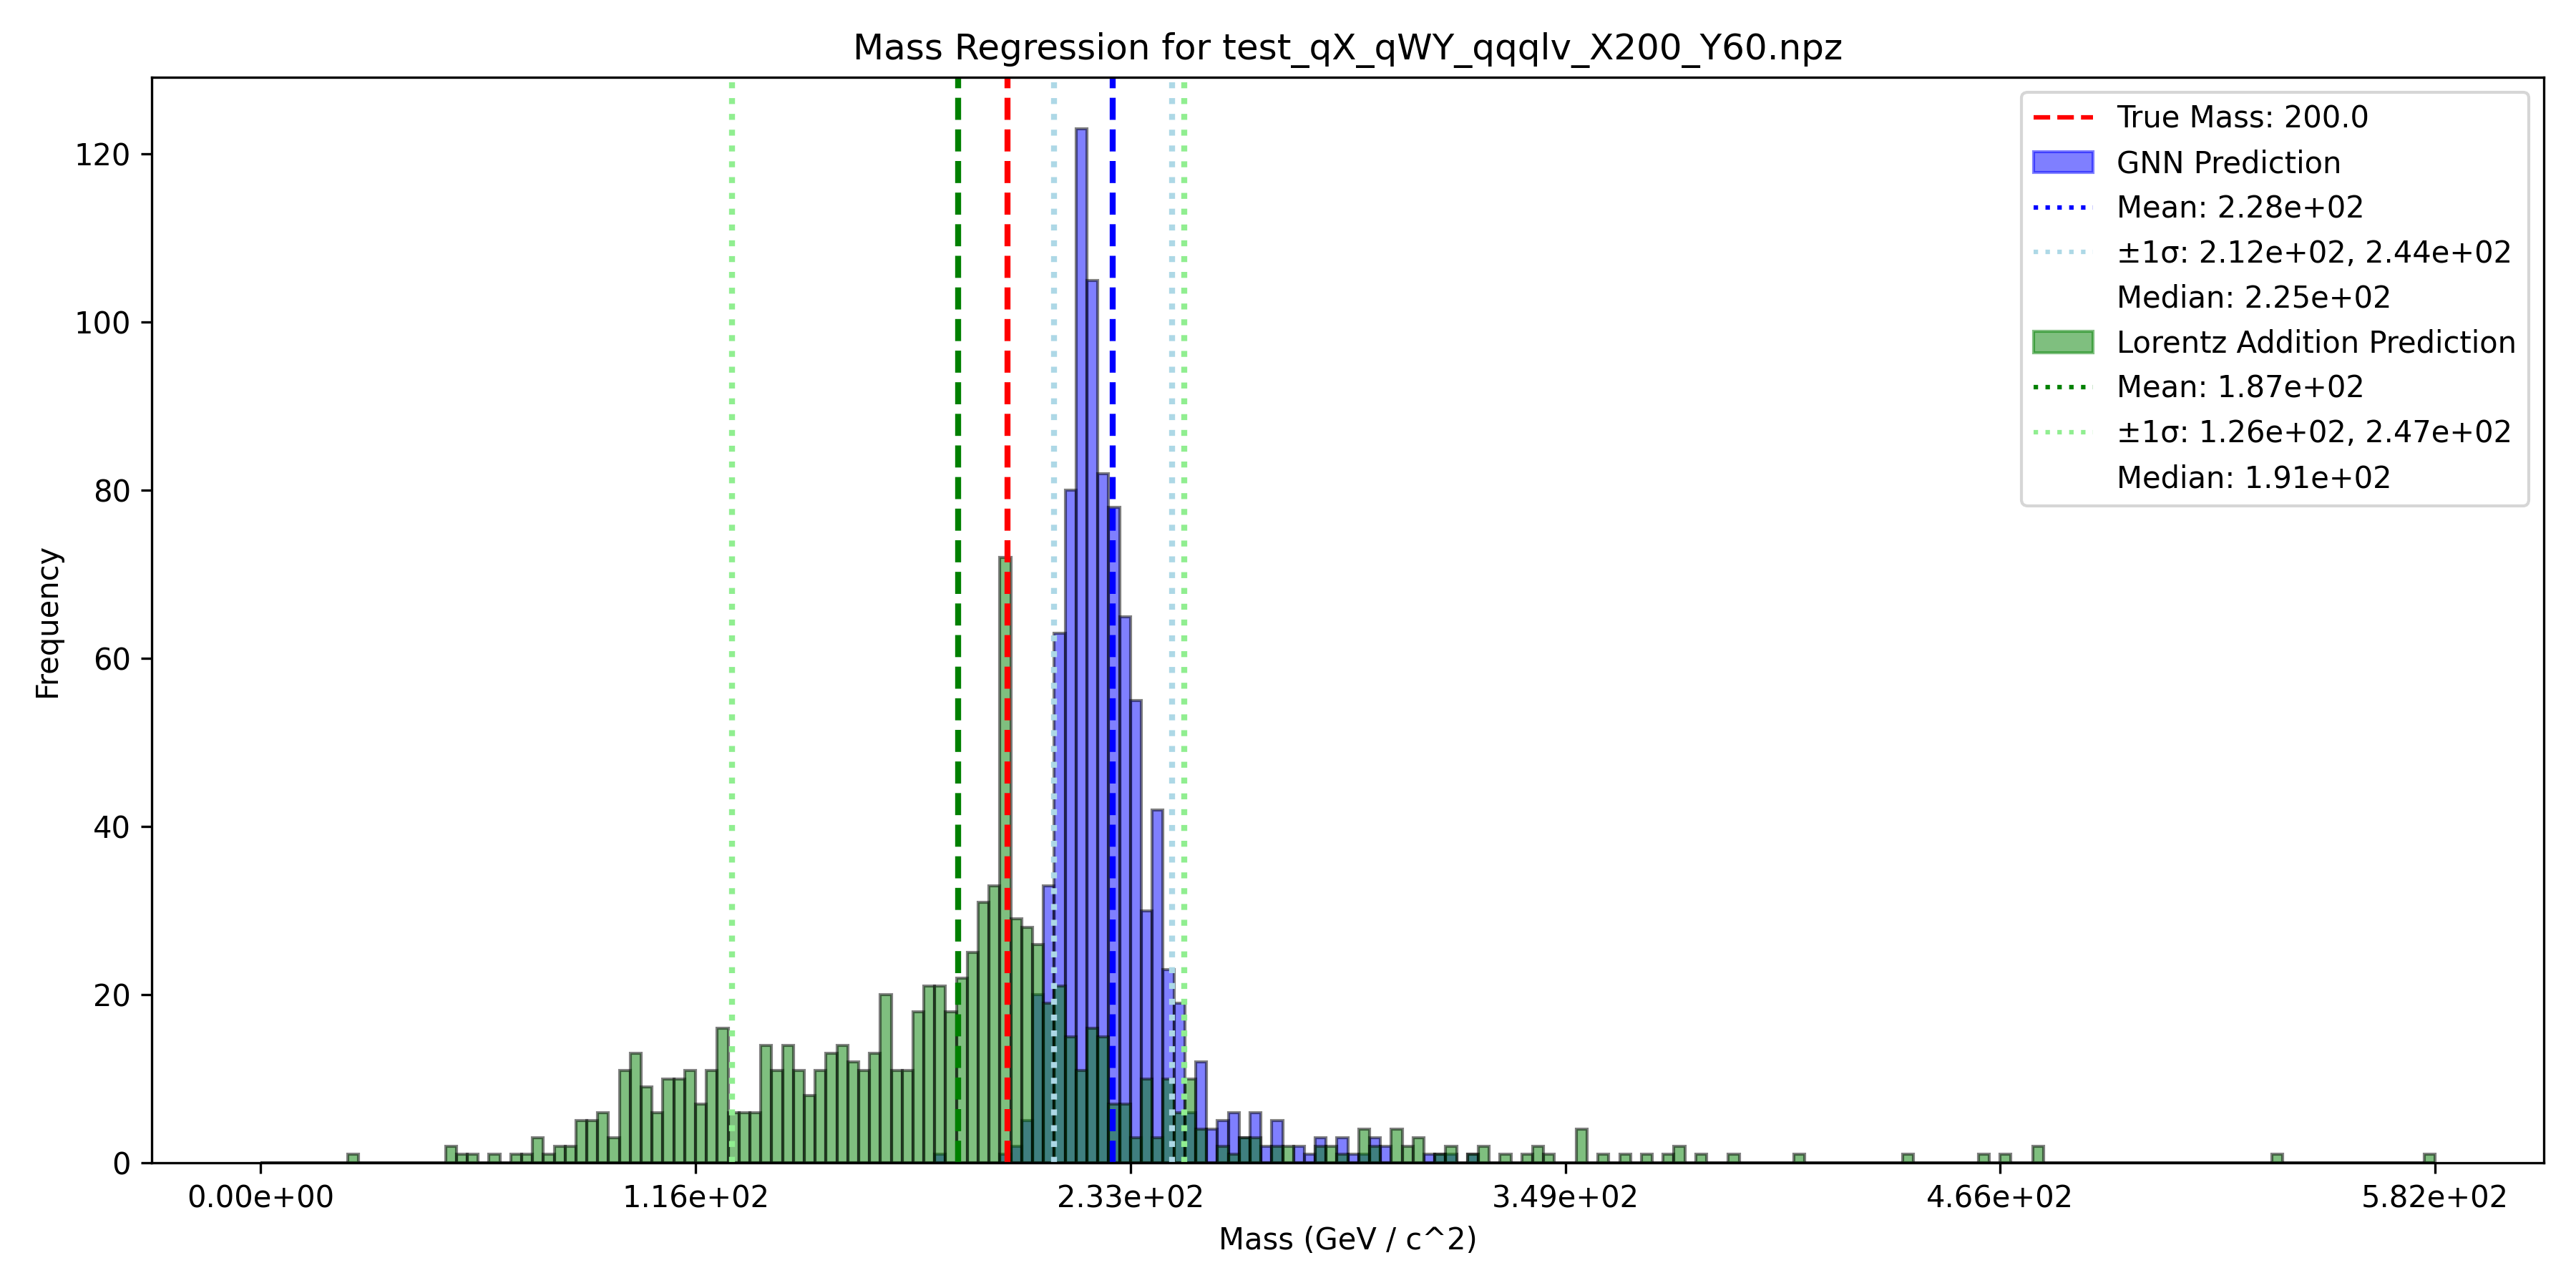 Mass Regression for test_qX_qWY_qqqlv_X200_Y60.npz
True Mass: 200.0
GNN Prediction
Mean: 2.28e+02
±1σ: 2.12e+02, 2.44e+02
Median: 2.25e+02
Lorentz Addition Prediction
Mean: 1.87e+02
±1σ: 1.26e+02, 2.47e+02
Median: 1.91e+02
Frequency
120
100
80
60
40
20
0
0.00e+00 1.16e+02 2.33e+02 3.49e+02 4.66e+02 5.82e+02
Mass (GeV / c^2)